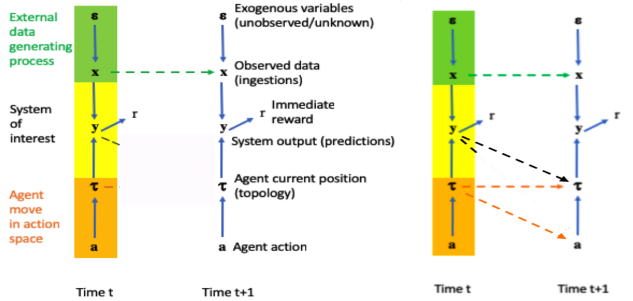 External
data
generating
process
System
of
interest
Agent
move
in action
space
ε
x
y
r
τ
a
Time t
ε
x
y
r
τ
a
Time t+1
Exogenous variables
(unobserved/unknown)
Observed data
(ingestions)
Immediate
reward
System output (predictions)
Agent current position
(topology)
Agent action
ε
x
y
r
τ
a
Time t
ε
x
y
r
τ
a
Time t+1